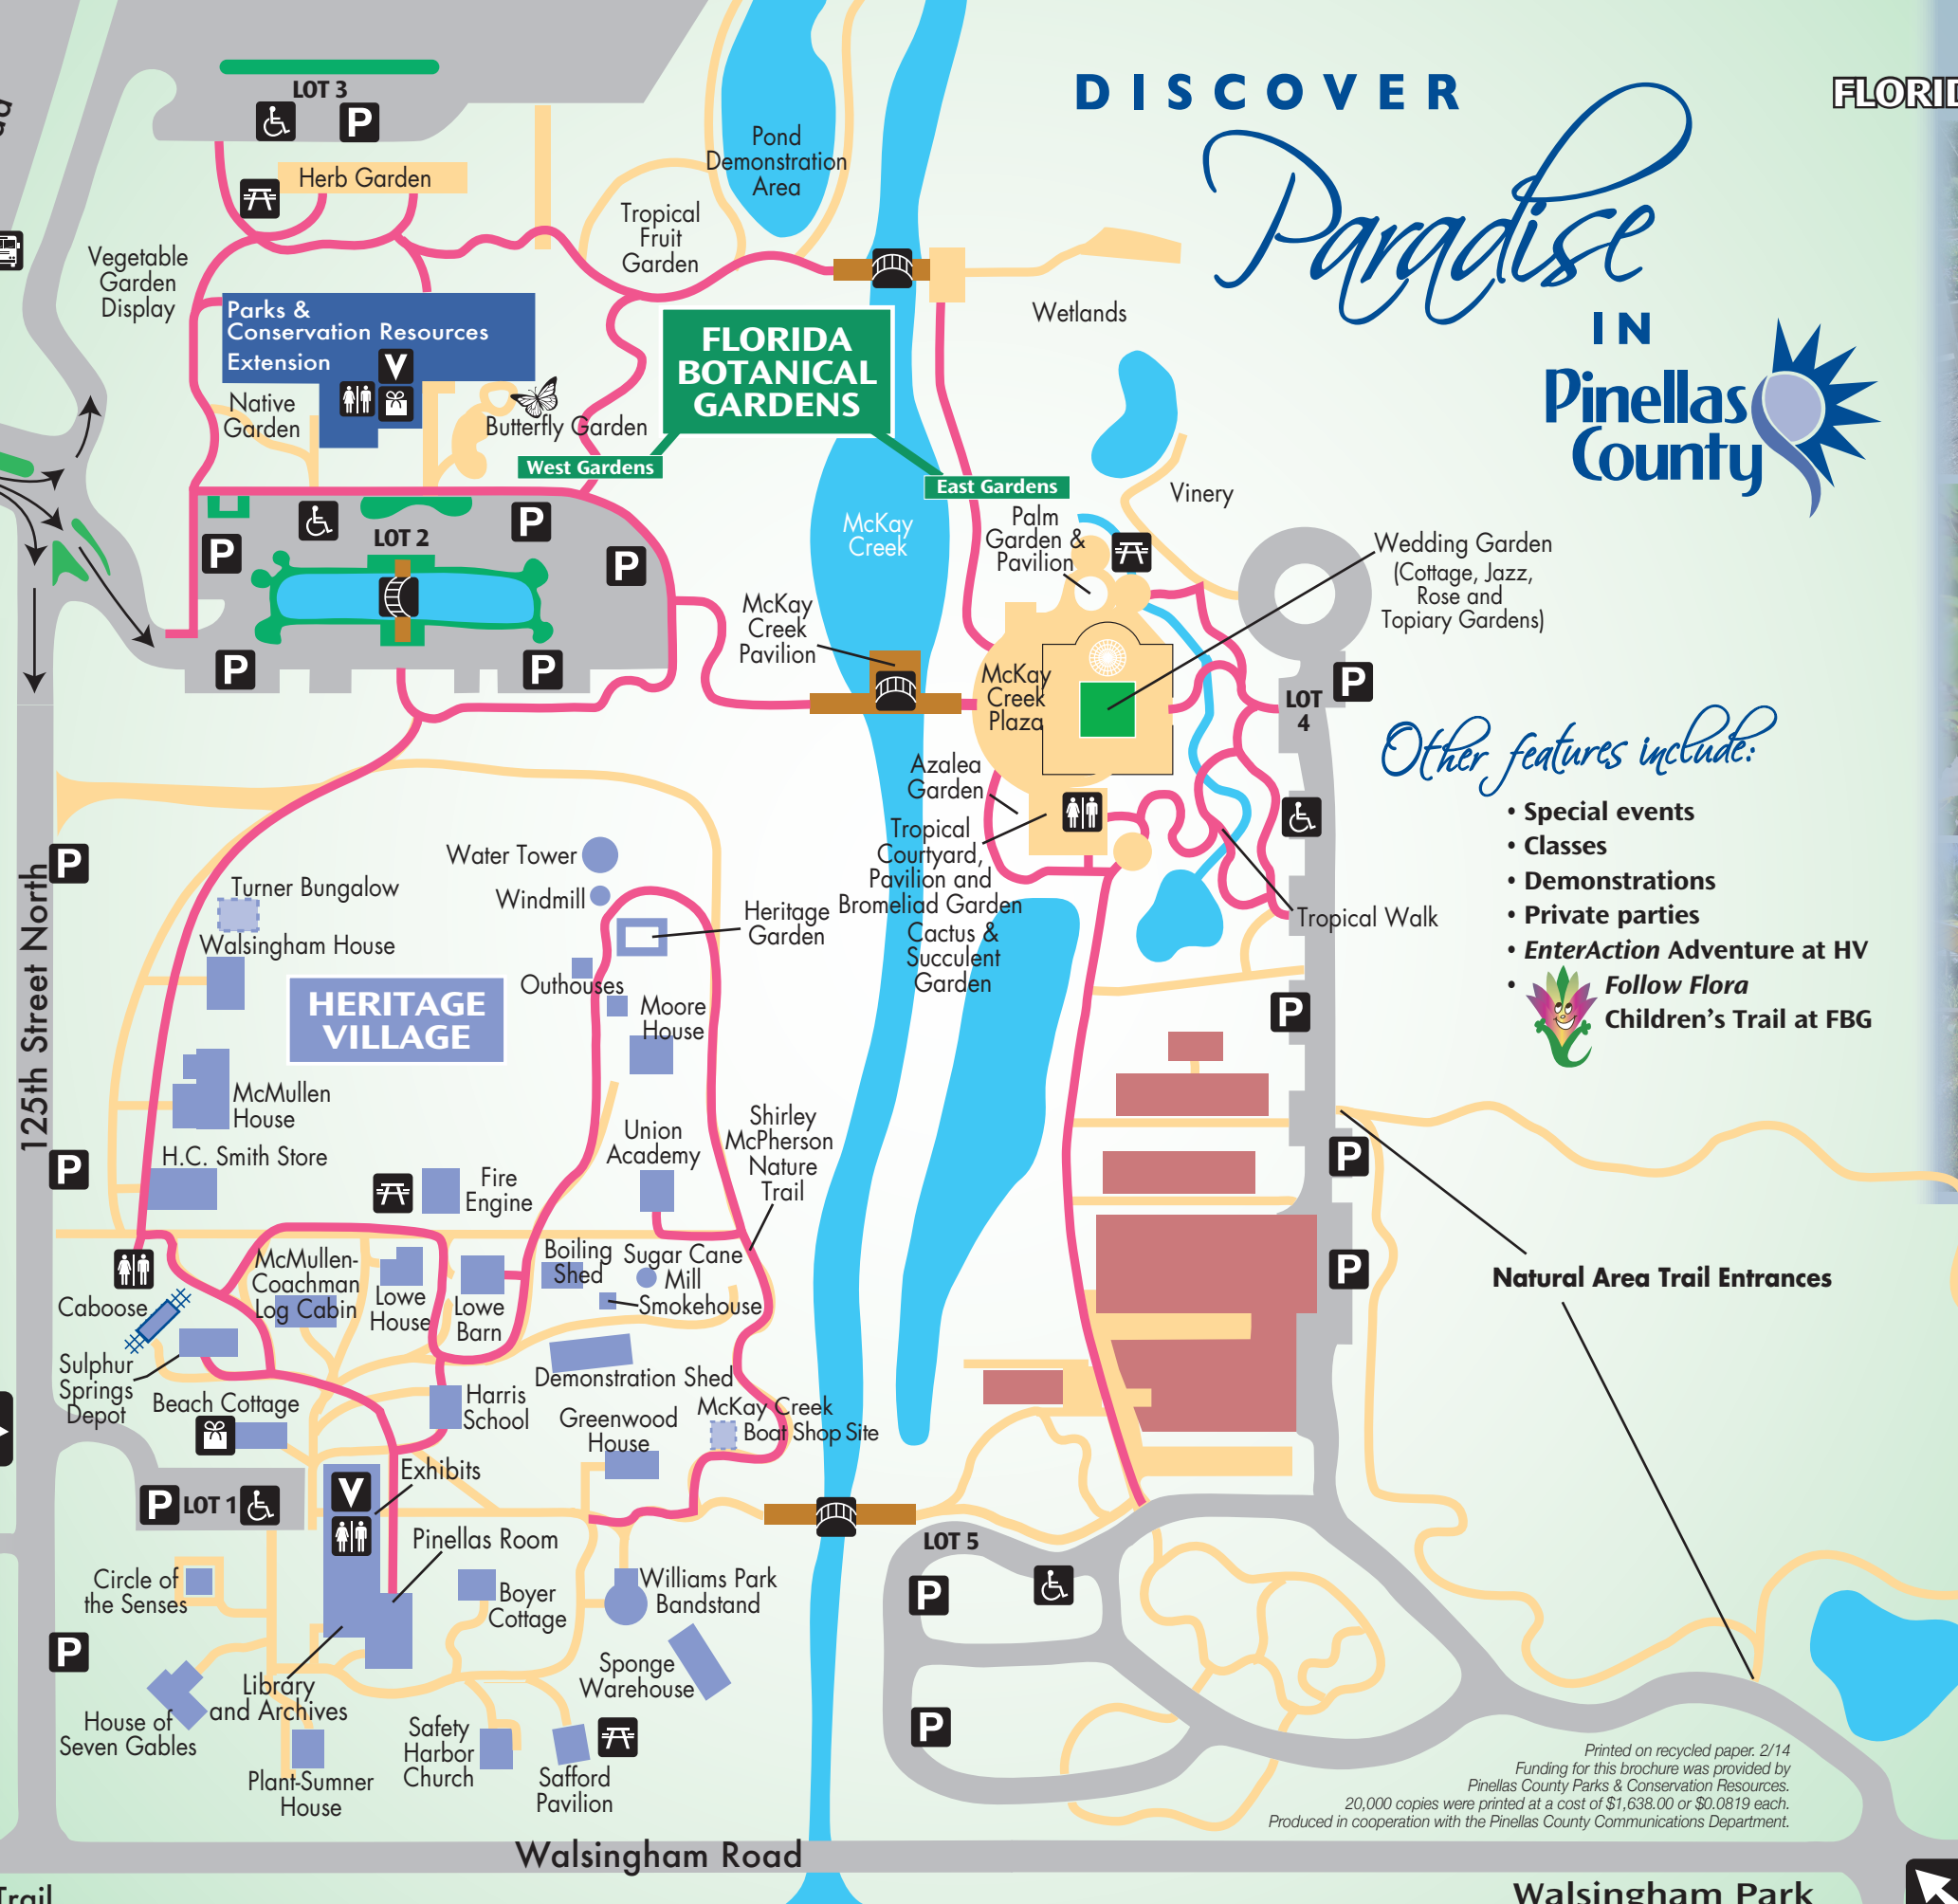 DISCOVER
Paradise
IN
Pinellas
County
LOT 3
P
Herb Garden
Pond
Demonstration
Area
Tropical
Fruit
Garden
Vegetable
Garden
Display
Parks &
Conservation Resources
Extension
V
Native
Garden
Butterfly Garden
FLORIDA
BOTANICAL
GARDENS
West Gardens
East Gardens
Wetlands
Vinery
LOT 2
P
P
P
P
P
McKay
Creek
McKay
Creek
Pavilion
Palm
Garden &
Pavilion
Wedding Garden
(Cottage, Jazz,
Rose and
Topiary Gardens)
McKay
Creek
Plaza
LOT
4
P
Azalea
Garden
Tropical
Courtyard,
Pavilion and
Bromeliad Garden
Cactus &
Succulent
Garden
Tropical Walk
P
P
P
Other features include:
• Special events
• Classes
• Demonstrations
• Private parties
• EnterAction Adventure at HV
• Follow Flora
Children's Trail at FBG
Natural Area Trail Entrances
125th Street North
P
P
P
Water Tower
Windmill
Turner Bungalow
Walsingham House
Heritage
Garden
Outhouses
HERITAGE
VILLAGE
Moore
House
McMullen
House
H.C. Smith Store
Fire
Engine
Union
Academy
Shirley
McPherson
Nature
Trail
McMullen-
Coachman
Log Cabin
Lowe
House
Lowe
Barn
Boiling
Shed
Sugar Cane
Mill
Smokehouse
Caboose
Sulphur
Springs
Depot
Demonstration Shed
Beach Cottage
Harris
School
Greenwood
House
McKay Creek
Boat Shop Site
Exhibits
P
LOT 1
V
Pinellas Room
Circle of
the Senses
Boyer
Cottage
Williams Park
Bandstand
Sponge
Warehouse
Library
and Archives
House of
Seven Gables
Plant-Sumner
House
Safety
Harbor
Church
Safford
Pavilion
LOT 5
P
P
Printed on recycled paper. 2/14
Funding for this brochure was provided by
Pinellas County Parks & Conservation Resources.
20,000 copies were printed at a cost of $1,638.00 or $0.0819 each.
Produced in cooperation with the Pinellas County Communications Department.
Walsingham Road
Walsingham Park
Trail